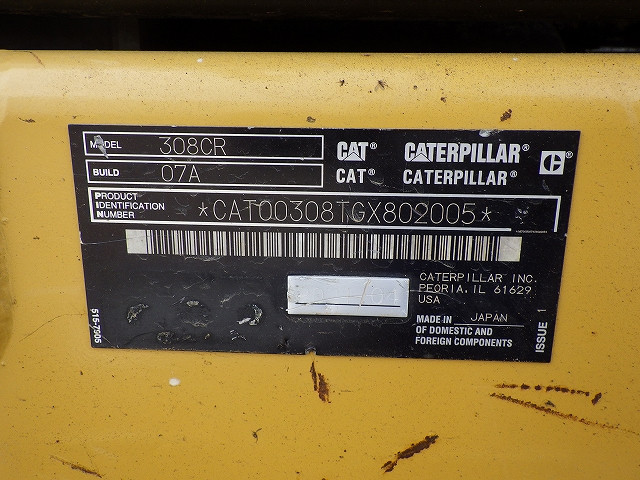 MODEL 308CR
BUILD 07A
CAT® CATERPILLAR®
CAT® CATERPILLAR®
C
PRODUCT
IDENTIFICATION
NUMBER
PIN
*CAT00308TGX802005*
CATERPILLAR INC.
PEORIA, IL 61629
USA
MADE IN JAPAN
OF DOMESTIC AND
FOREIGN COMPONENTS
515-7505
ISSUE 1